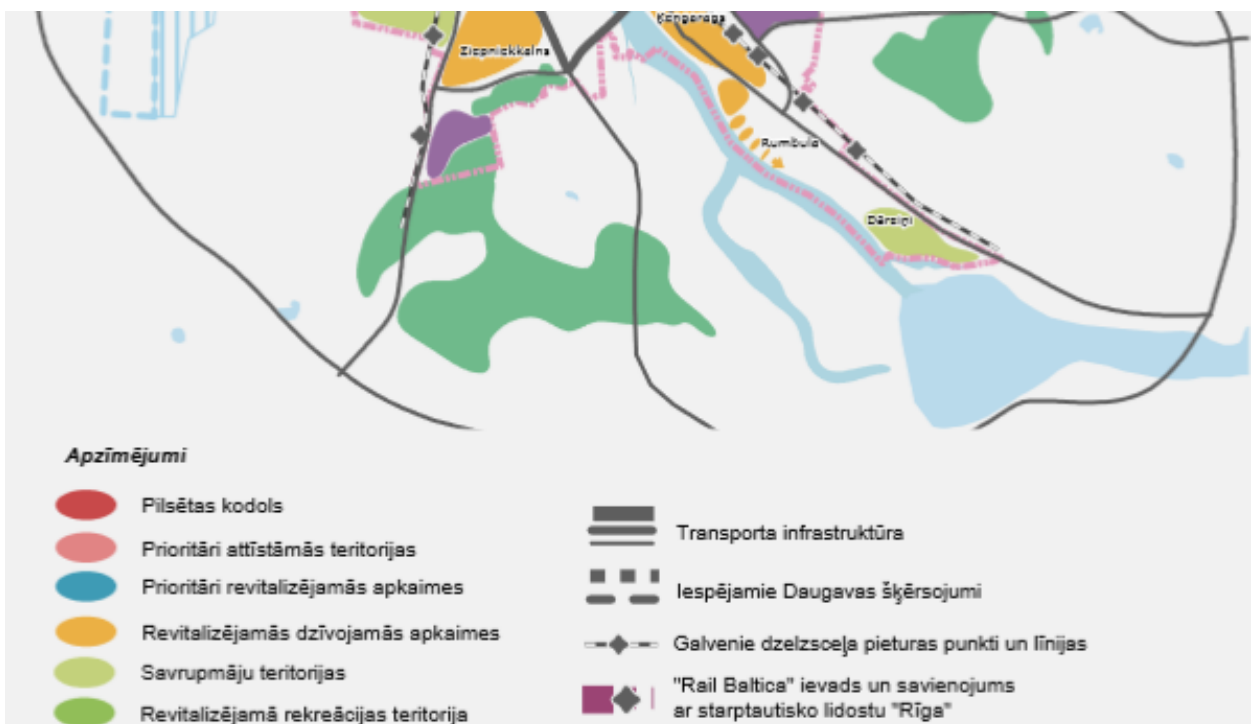 Ķengarags
Ziepniekkalns
Rumbula
Dārziņi
Apzīmējumi
Pilsētas kodols
Prioritāri attīstāmās teritorijas
Prioritāri revitalizējamās apkaimes
Revitalizējamās dzīvojamās apkaimes
Savrupmāju teritorijas
Revitalizējamā rekreācijas teritorija
Transporta infrastruktūra
Iespējamie Daugavas šķērsojumi
Galvenie dzelzsceļa pieturas punkti un līnijas
"Rail Baltica" ievads un savienojums
ar starptautisko lidostu "Rīga"